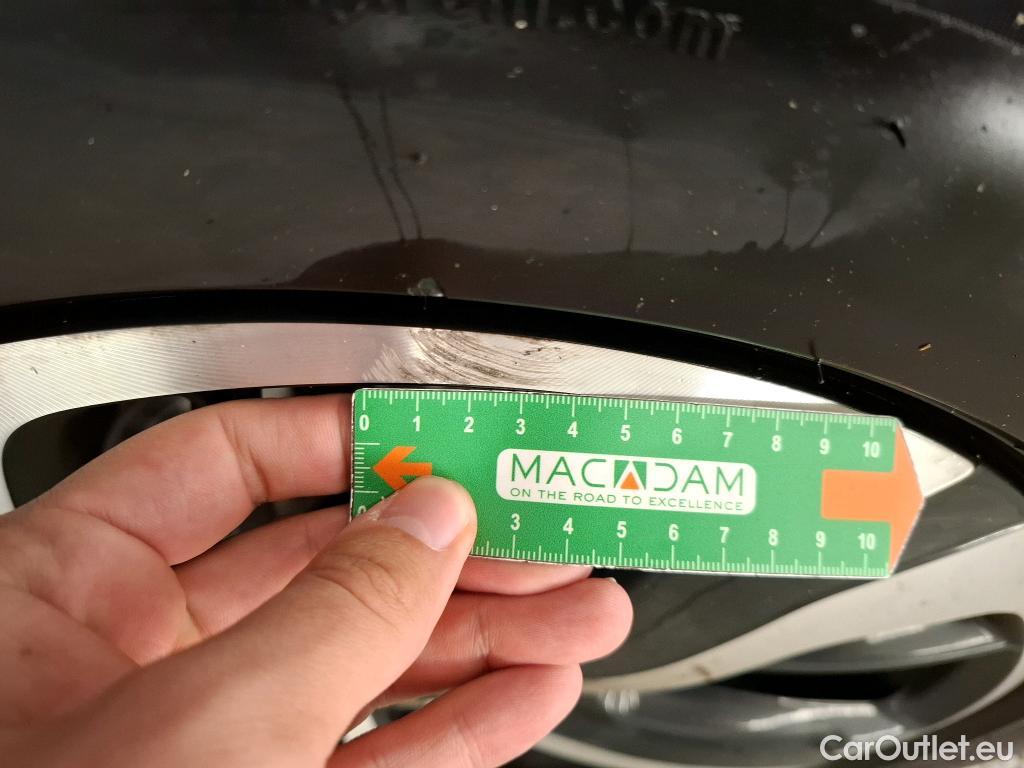 .com
0 1 2 3 4 5 6 7 8 9 10
MACADAM
ON THE ROAD TO EXCELLENCE
3 4 5 6 7 8 9 10
CarOutlet.eu